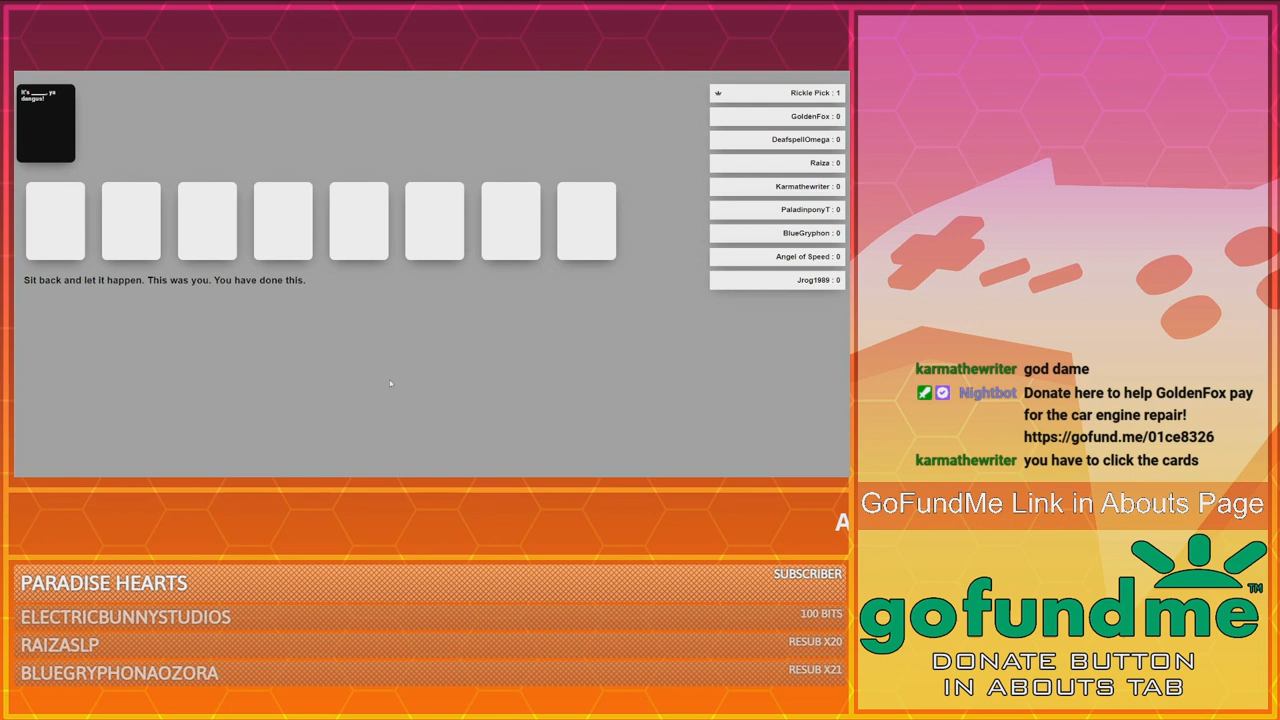 It's ____, ya
dangus!
Rickle Pick : 1
GoldenFox : 0
DeafspellOmega : 0
Raiza : 0
Karmathewriter : 0
PaladinponyT : 0
BlueGryphon : 0
Angel of Speed : 0
Jrog1989 : 0
Sit back and let it happen. This was you. You have done this.
karmathewriter god dame
Nightbot Donate here to help GoldenFox pay
for the car engine repair!
https://gofund.me/01ce8326
karmathewriter you have to click the cards
GoFundMe Link in Abouts Page
gofundme™
DONATE BUTTON
IN ABOUTS TAB
A
PARADISE HEARTS SUBSCRIBER
ELECTRICBUNNYSTUDIOS 100 BITS
RAIZASLP RESUB X20
BLUEGRYPHONAOZORA RESUB X21